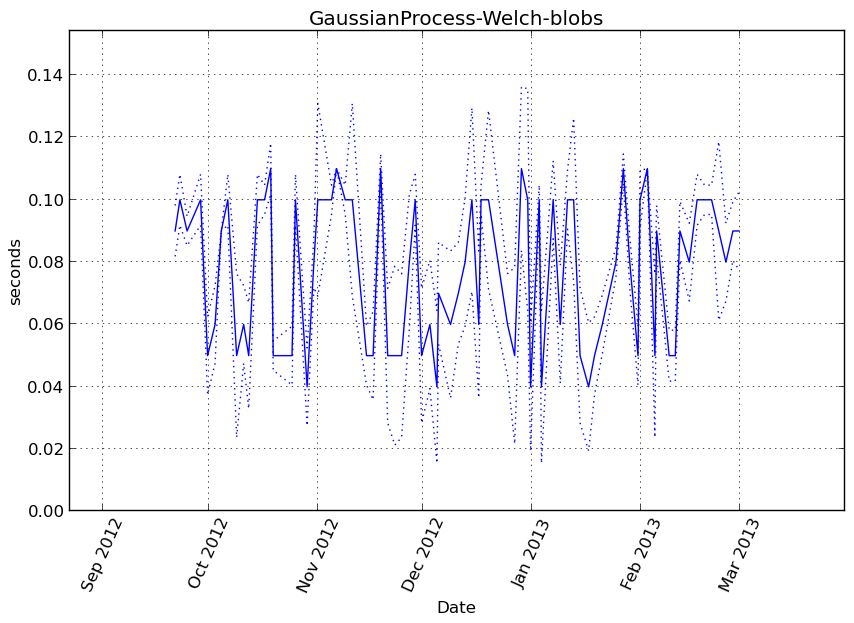 GaussianProcess-Welch-blobs
0.14
0.12
0.10
0.08
0.06
0.04
0.02
0.00
seconds
Sep 2012
Oct 2012
Nov 2012
Dec 2012
Jan 2013
Feb 2013
Mar 2013
Date